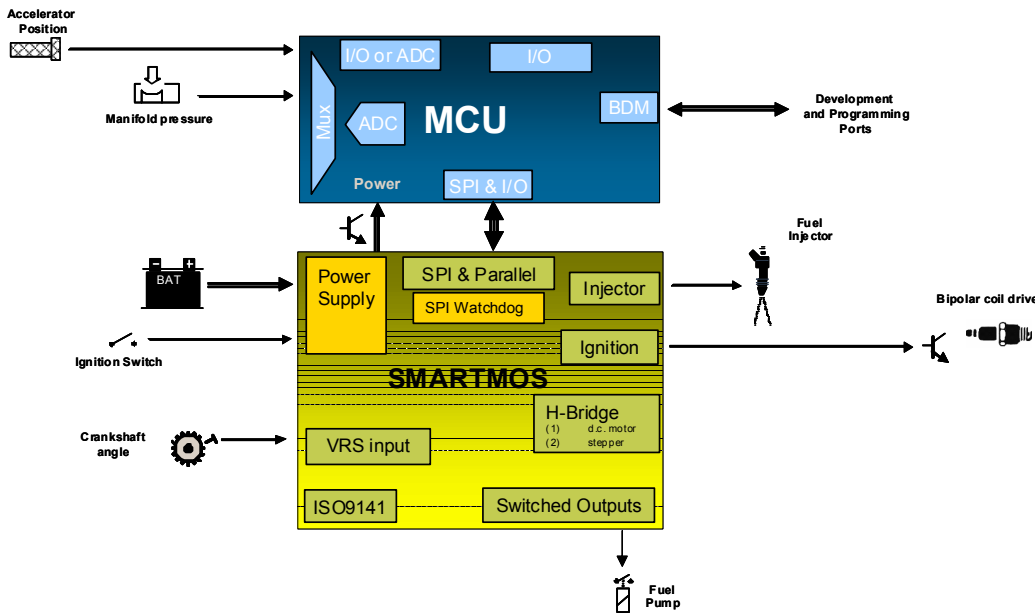 Accelerator
Position
Manifold pressure
I/O or ADC
I/O
Mux
ADC
MCU
BDM
Power
SPI & I/O
Development
and Programming
Ports
BAT
Ignition Switch
Crankshaft
angle
Power
Supply
SPI & Parallel
SPI Watchdog
Injector
Ignition
SMARTMOS
H-Bridge
(1) d.c. motor
(2) stepper
VRS input
ISO9141
Switched Outputs
Fuel
Injector
Bipolar coil drive
Fuel
Pump